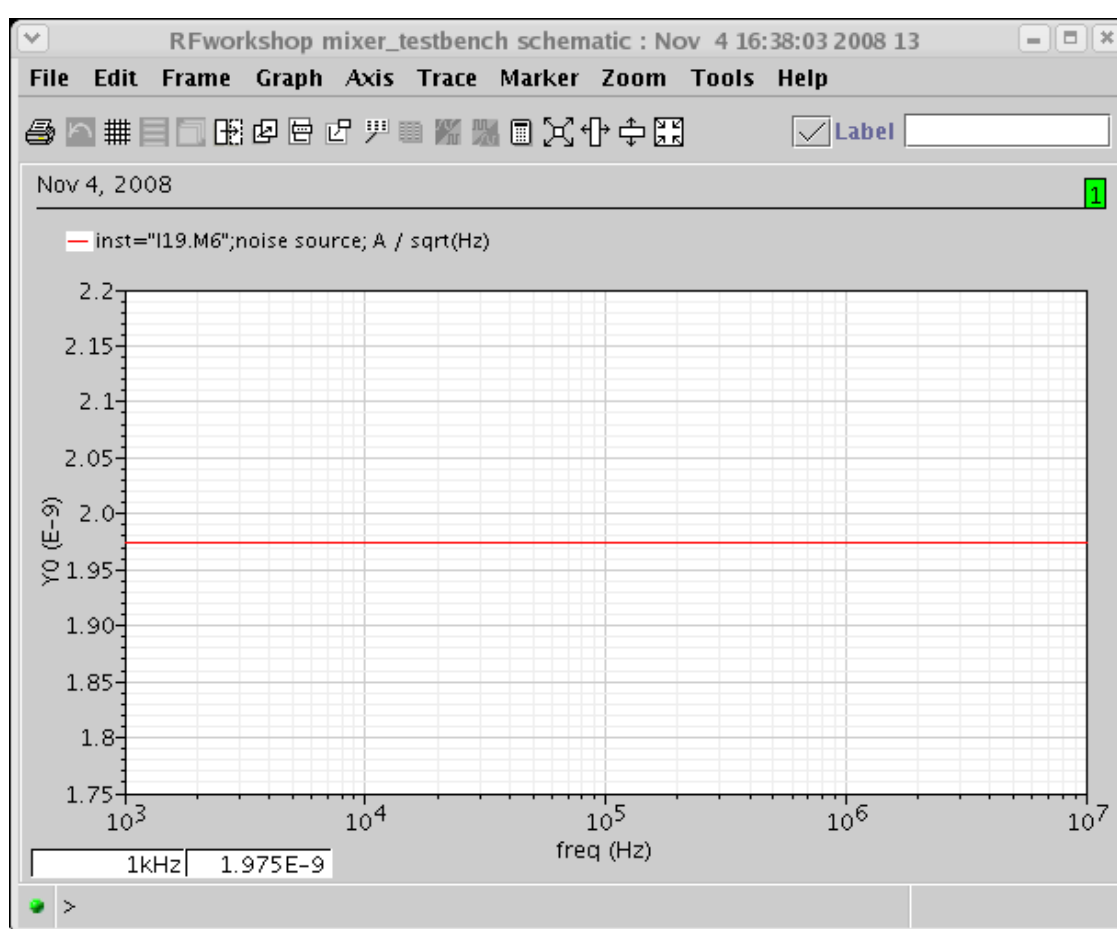 RFworkshop mixer_testbench schematic : Nov 4 16:38:03 2008 13
File Edit Frame Graph Axis Trace Marker Zoom Tools Help
Label
Nov 4, 2008
1
inst="I19.M6";noise source; A / sqrt(Hz)
2.2
2.15
2.1
2.05
2.0
1.95
1.90
1.85
1.8
1.75
Y0 (E-9)
10^3 10^4 10^5 10^6 10^7
freq (Hz)
1kHz 1.975E-9
>